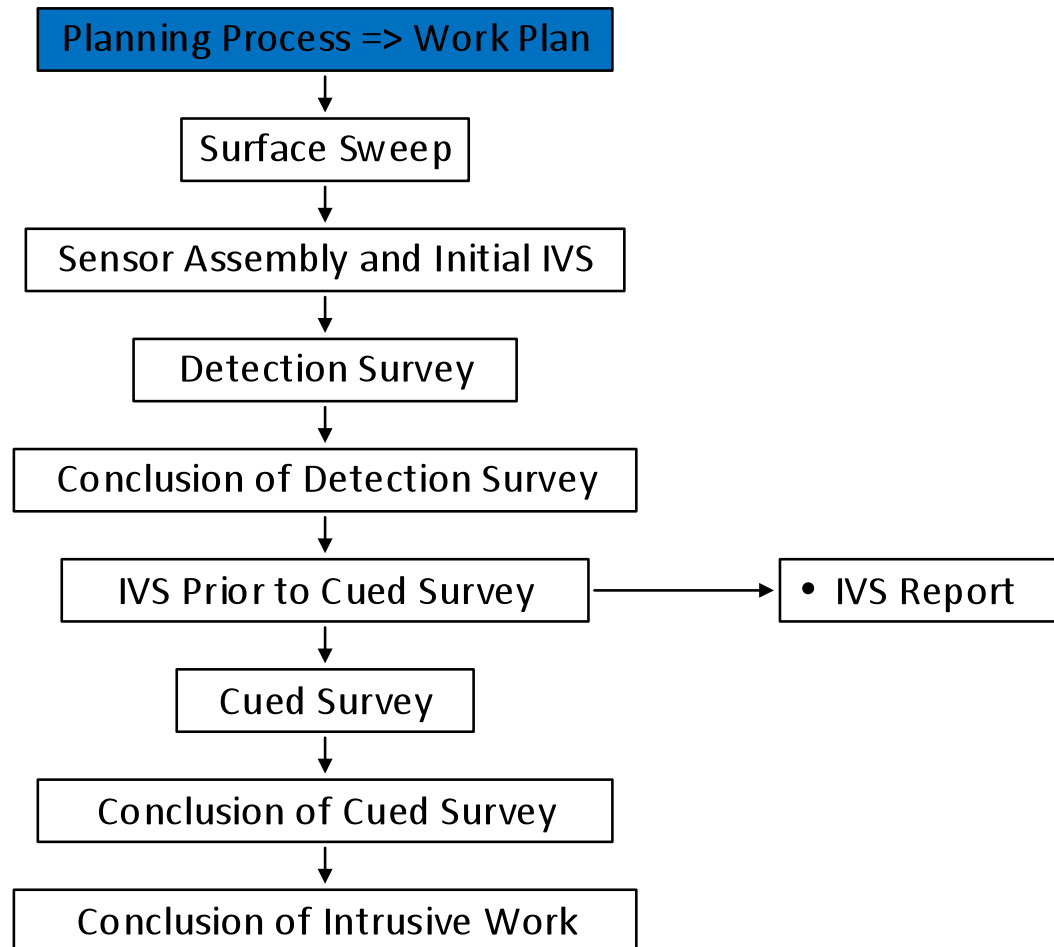 Planning Process => Work Plan
Surface Sweep
Sensor Assembly and Initial IVS
Detection Survey
Conclusion of Detection Survey
IVS Prior to Cued Survey
• IVS Report
Cued Survey
Conclusion of Cued Survey
Conclusion of Intrusive Work